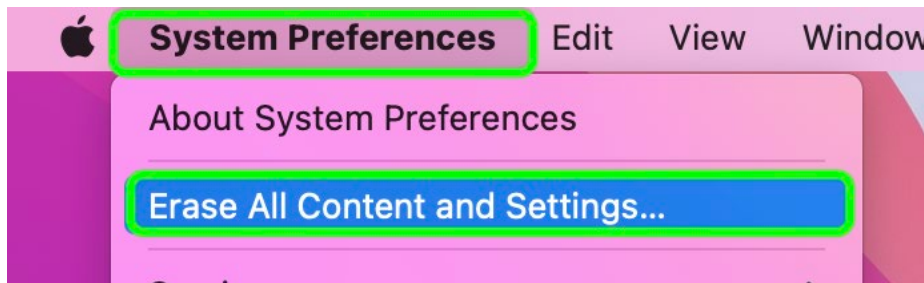 System Preferences Edit View Window
About System Preferences
Erase All Content and Settings...